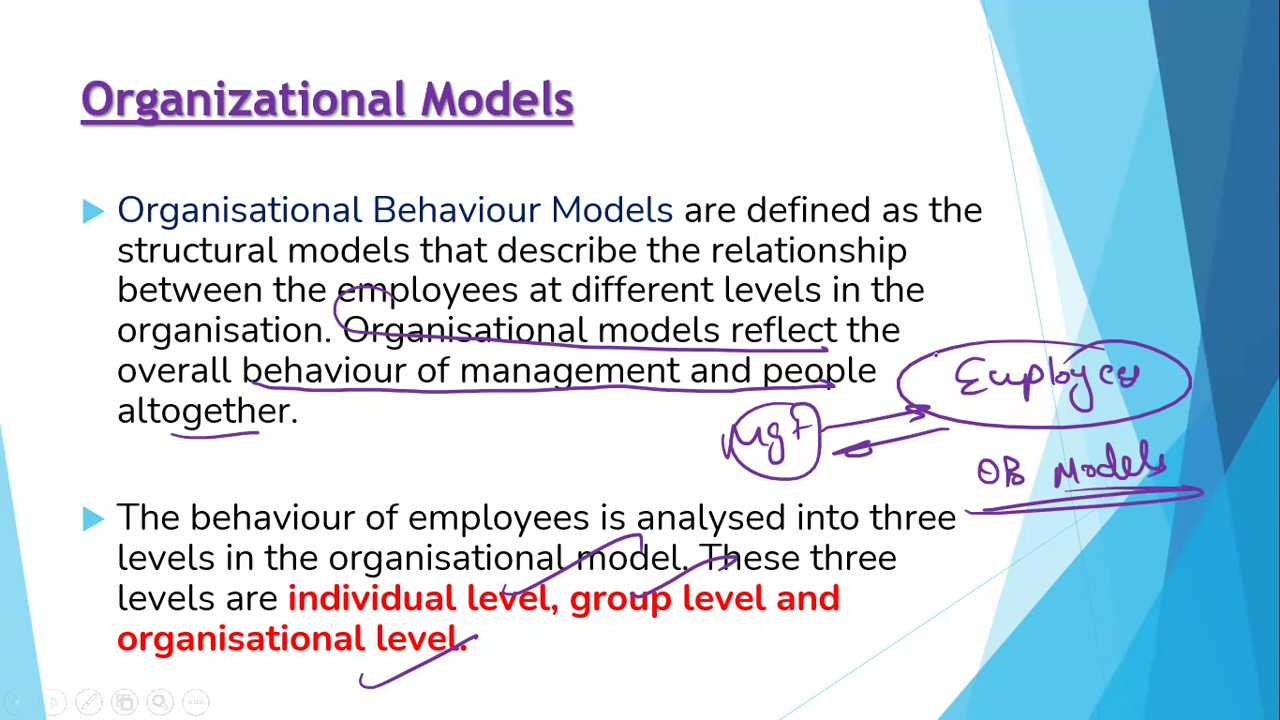 Organizational Models
Organisational Behaviour Models are defined as the
structural models that describe the relationship
between the employees at different levels in the
organisation. Organisational models reflect the
overall behaviour of management and people
altogether.
Employees
Mgt
OB Models
The behaviour of employees is analysed into three
levels in the organisational model. These three
levels are individual level, group level and
organisational level.